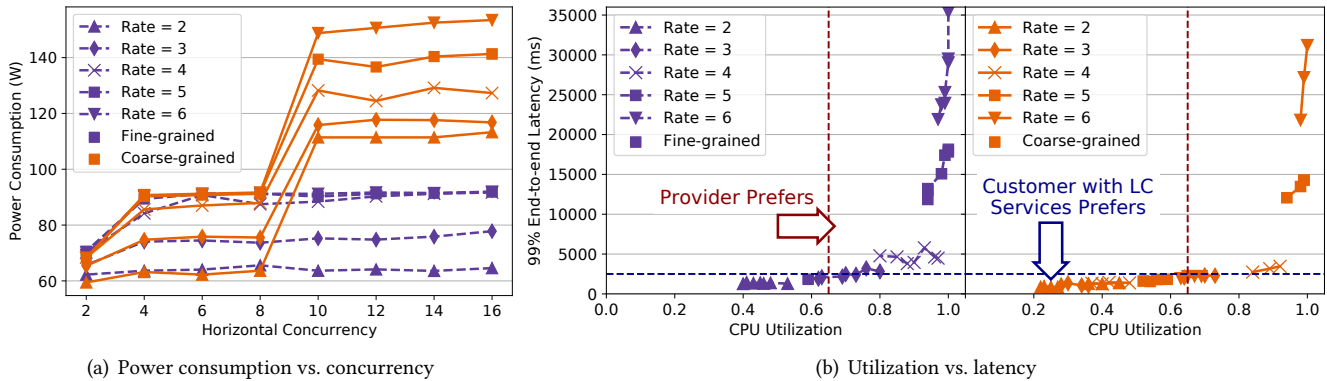 Power Consumption (W)
140
120
100
80
60
2
4
6
8
10
12
14
16
Horizontal Concurrency
Rate = 2
Rate = 3
Rate = 4
Rate = 5
Rate = 6
Fine-grained
Coarse-grained
(a) Power consumption vs. concurrency
99% End-to-end Latency (ms)
35000
30000
25000
20000
15000
10000
5000
0
0.0
0.2
0.4
0.6
0.8
1.0
CPU Utilization
Rate = 2
Rate = 3
Rate = 4
Rate = 5
Rate = 6
Fine-grained
Provider Prefers
0.2
0.4
0.6
0.8
1.0
CPU Utilization
Rate = 2
Rate = 3
Rate = 4
Rate = 5
Rate = 6
Coarse-grained
Customer with LC
Services Prefers
(b) Utilization vs. latency